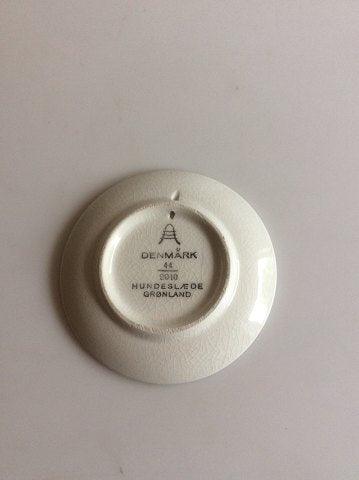 DENMARK
44
2010
HUNDESLÆDE
GRØNLAND